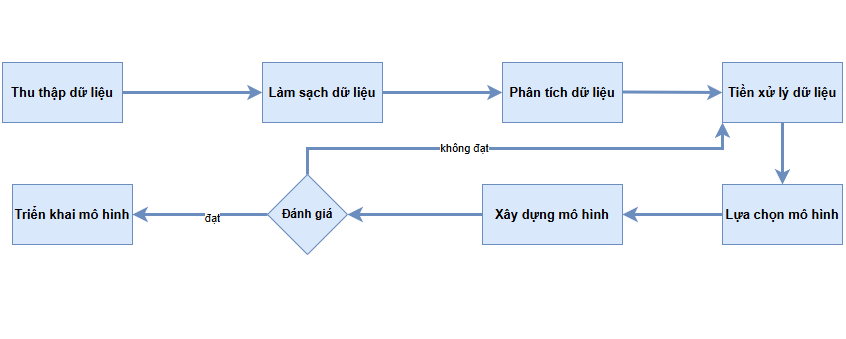 Thu thập dữ liệu
Làm sạch dữ liệu
Phân tích dữ liệu
Tiền xử lý dữ liệu
không đạt
Triển khai mô hình
đạt
Đánh giá
Xây dựng mô hình
Lựa chọn mô hình